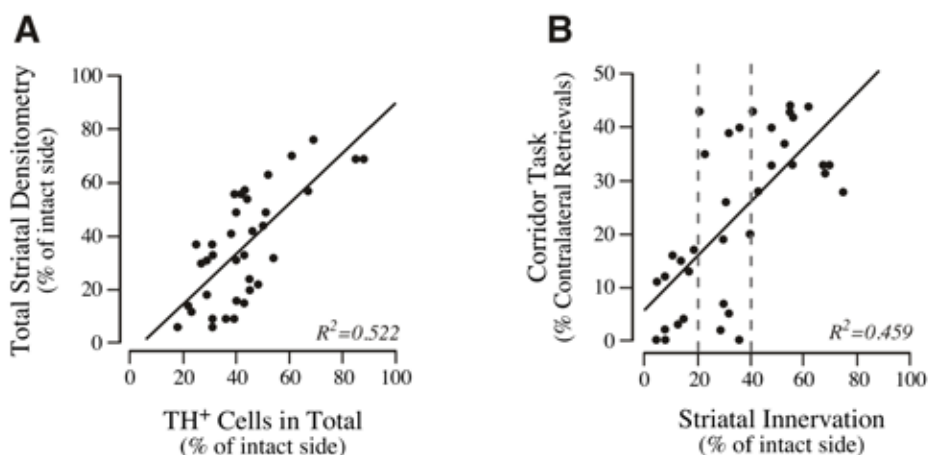 A
Total Striatal Densitometry
(% of intact side)
100
80
60
40
20
0
R²=0.522
0 20 40 60 80 100
TH⁺ Cells in Total
(% of intact side)
B
Corridor Task
(% Contralateral Retrievals)
50
40
30
20
10
0
R²=0.459
0 20 40 60 80 100
Striatal Innervation
(% of intact side)